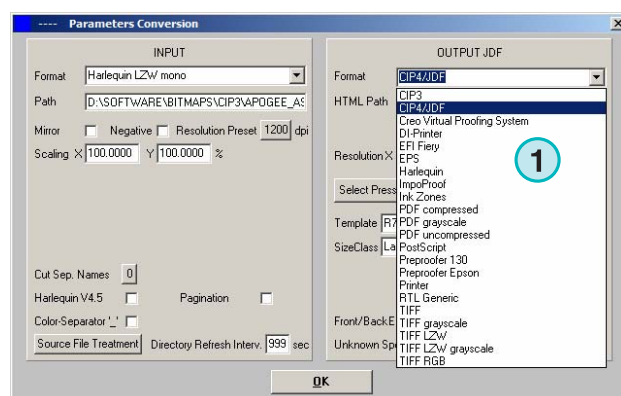 ---- Parameters Conversion
INPUT
Format Harlequin LZW mono
Path D:\SOFTWARE\BITMAPS\CIP3\APOGEE_AS
Mirror Negative Resolution Preset 1200 dpi
Scaling X 100.0000 Y 100.0000 %
Cut Sep. Names 0
Harlequin V4.5 Pagination
Color-Separator '_'
Source File Treatment Directory Refresh Interv. 999 sec
OUTPUT JDF
Format CIP4/JDF
HTML Path
Resolution X
Select Press
Template R7
SizeClass La
Front/Back E
Unknown Sp
CIP3
CIP4/JDF
Creo Virtual Proofing System
DI-Printer
EFI Fiery
EPS
Harlequin
ImpoProof
Ink Zones
PDF compressed
PDF grayscale
PDF uncompressed
PostScript
Preproofer 130
Preproofer Epson
Printer
RTL Generic
TIFF
TIFF grayscale
TIFF LZW
TIFF LZW grayscale
TIFF RGB
1
OK